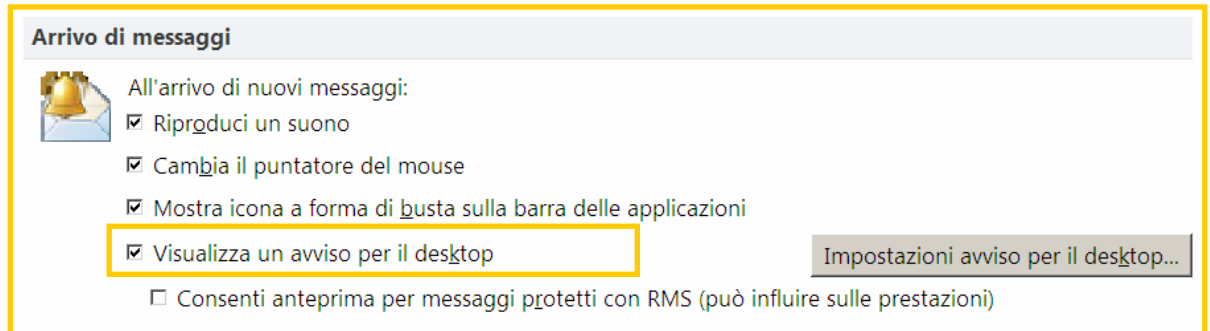 Arrivo di messaggi
All'arrivo di nuovi messaggi:
Riproduci un suono
Cambia il puntatore del mouse
Mostra icona a forma di busta sulla barra delle applicazioni
Visualizza un avviso per il desktop
Impostazioni avviso per il desktop...
Consenti anteprima per messaggi protetti con RMS (può influire sulle prestazioni)